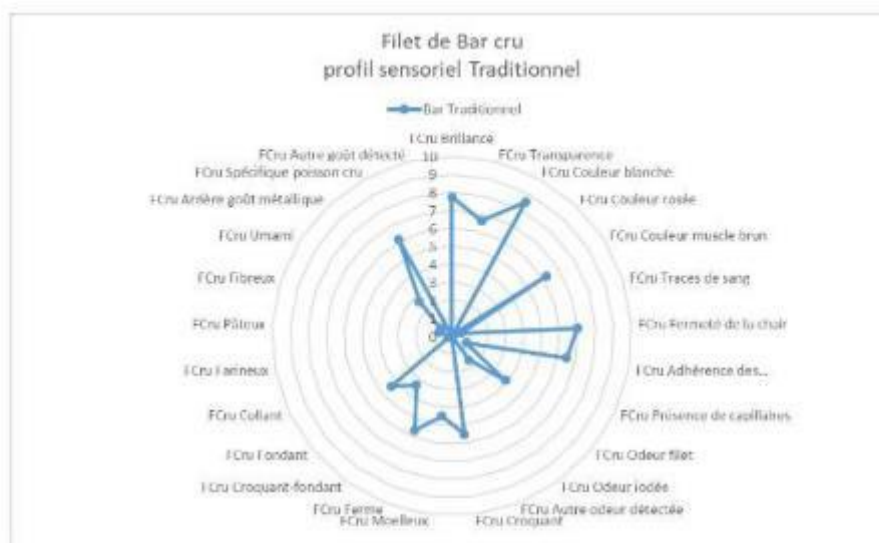 Filet de Bar cru
profil sensoriel Traditionnel
Bar Traditionnel
FCru Brillance
FCru Transparence
FCru Couleur blanche
FCru Couleur rosée
FCru Couleur muscle brun
FCru Traces de sang
FCru Fermeté de la chair
FCru Adhérence des...
FCru Présence de capillaires
FCru Odeur filet
FCru Odeur iodée
FCru Autre odeur détectée
FCru Croquant
FCru Moelleux
FCru Ferme
FCru Croquant-fondant
FCru Fondant
FCru Collant
FCru Farineux
FCru Pâteux
FCru Fibreux
FCru Umami
FCru Arrière goût métallique
FCru Spécifique poisson cru
FCru Autre goût détecté
10
9
8
7
6
5
4
3
2
1
0